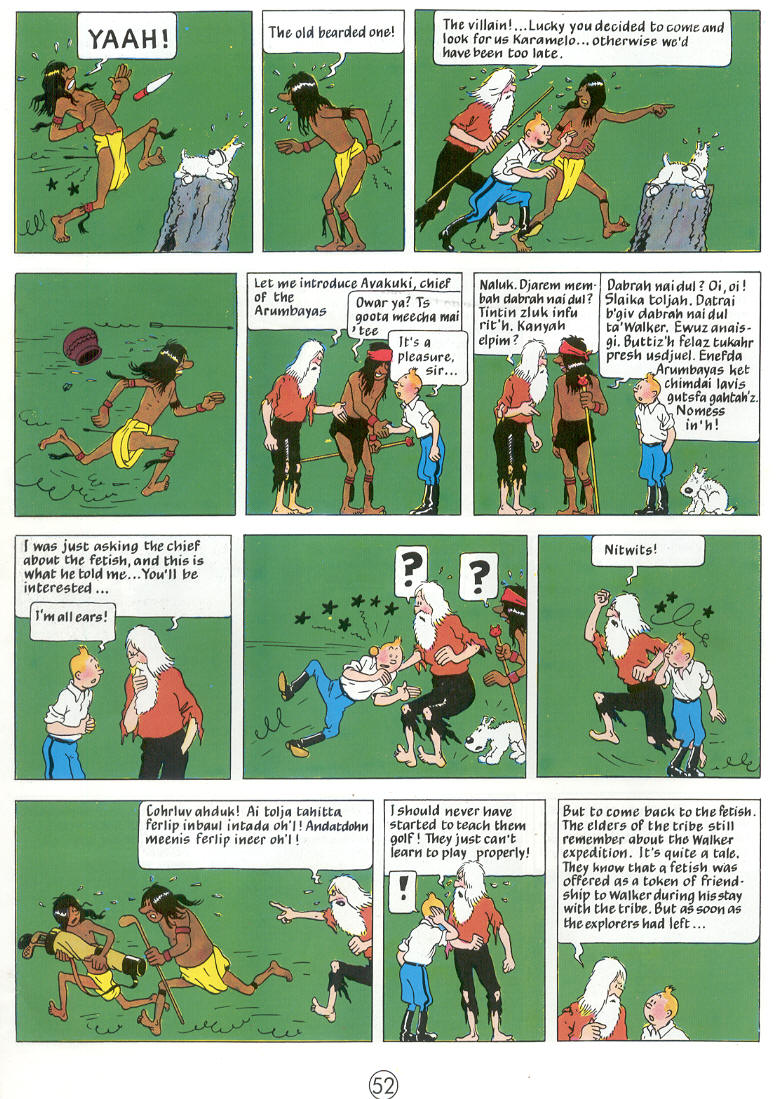 YAAH!
The old bearded one!
The villain!...Lucky you decided to come and
look for us Karamelo...otherwise we'd
have been too late.
Let me introduce Avakuki, chief
of the
Arumbayas
Owar ya? Ts
goota meecha mai
'tee
It's a
pleasure,
sir...
Naluk. Djarem mem-
bah dabrah nai dul?
Tintin zluk infu
rit'h. Kanyah
elpim?
Dabrah nai dul? Oi, oi!
Slaika toljah. Datrai
b'giv dabrah nai dul
ta'Walker. Ewuz anais-
gi. Buttiz'h felaz tukahr
presh usdjuel. Enefda
Arumbayas ket
chimdai lavis
gutsfa gahtah'z.
Nomess
in'h!
I was just asking the chief
about the fetish, and this is
what he told me...You'll be
interested...
I'm all ears!
?
?
Nitwits!
Cohrluv ahduk! Ai tolja tahitta
ferlip inbaul intada oh'l! Andatdohn
meenis ferlip ineer oh'l!
I should never have
started to teach them
golf! They just can't
learn to play properly!
!
But to come back to the fetish.
The elders of the tribe still
remember about the Walker
expedition. It's quite a tale.
They know that a fetish was
offered as a token of friend-
ship to Walker during his stay
with the tribe. But as soon as
the explorers had left...
52